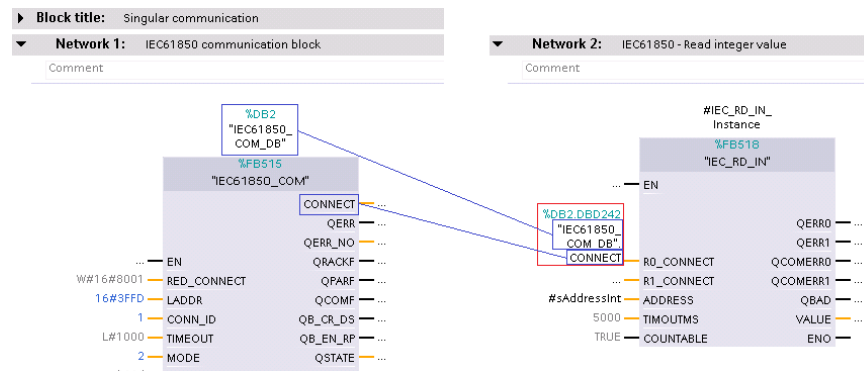 Block title: Singular communication
Network 1: IEC61850 communication block
Comment
%DB2
"IEC61850_
COM_DB"
%FB515
"IEC61850_COM"
CONNECT ...
QERR ...
QERR_NO ...
... EN QRACKF ...
W#16#8001 RED_CONNECT QPARF ...
16#3FFD LADDR QCOMF ...
1 CONN_ID QB_CR_DS ...
L#1000 TIMEOUT QB_EN_RP ...
2 MODE QSTATE ...
Network 2: IEC61850 - Read integer value
Comment
#IEC_RD_IN_
Instance
%FB518
"IEC_RD_IN"
... EN
%DB2.DBD242
"IEC61850_
COM_DB".
CONNECT
QERR0 ...
QERR1 ...
R0_CONNECT QCOMERR0 ...
... R1_CONNECT QCOMERR1 ...
#sAddressInt ADDRESS QBAD ...
5000 TIMOUTMS VALUE ...
TRUE COUNTABLE ENO